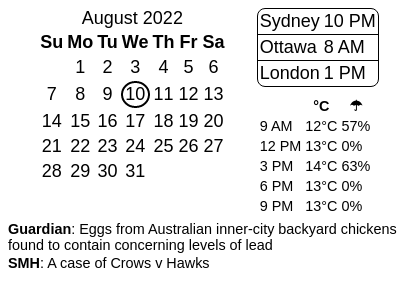 August 2022
Su Mo Tu We Th Fr Sa
1 2 3 4 5 6
7 8 9 10 11 12 13
14 15 16 17 18 19 20
21 22 23 24 25 26 27
28 29 30 31
Sydney 10 PM
Ottawa 8 AM
London 1 PM
°C ☂
9 AM 12°C 57%
12 PM 13°C 0%
3 PM 14°C 63%
6 PM 13°C 0%
9 PM 13°C 0%
Guardian: Eggs from Australian inner-city backyard chickens
found to contain concerning levels of lead
SMH: A case of Crows v Hawks